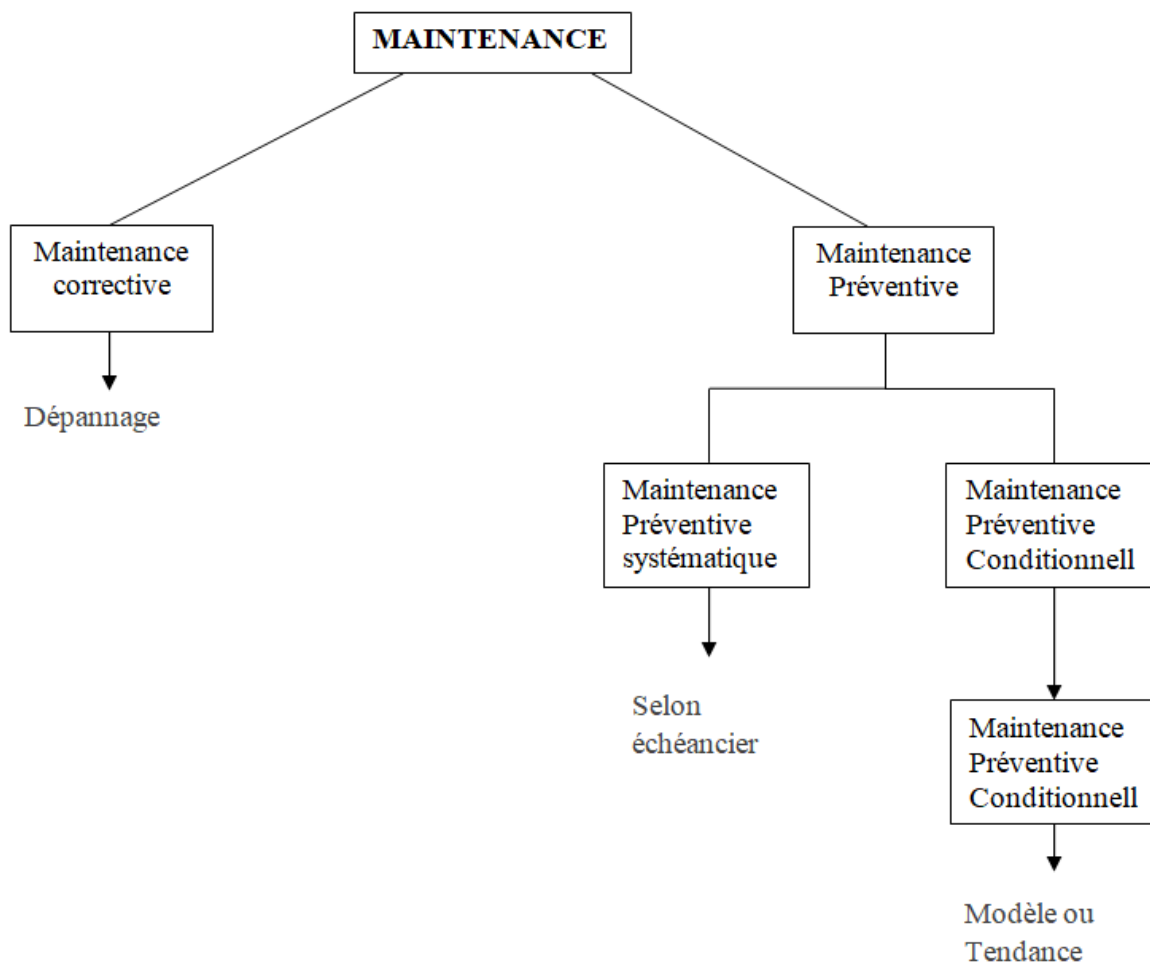 MAINTENANCE
Maintenance
corrective
Maintenance
Préventive
Dépannage
Maintenance
Préventive
systématique
Maintenance
Préventive
Conditionnell
Selon
échéancier
Maintenance
Préventive
Conditionnell
Modèle ou
Tendance